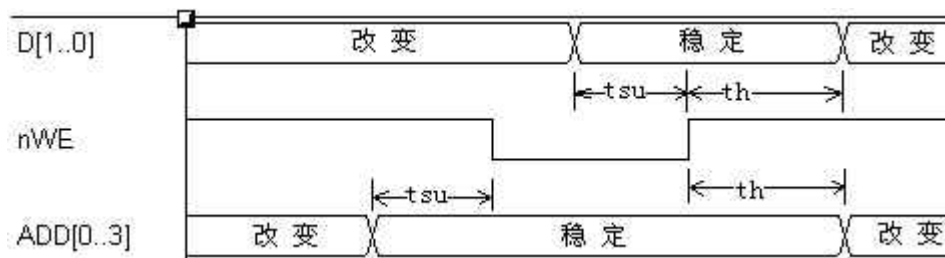 D[1..0] 改变 稳定 改变
tsu th
nWE
tsu th
ADD[0..3] 改变 稳定 改变